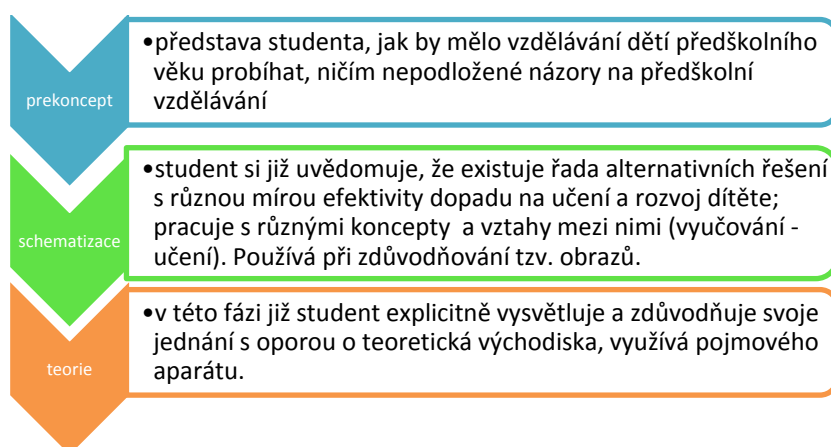 prekoncept
•představa studenta, jak by mělo vzdělávání dětí předškolního
věku probíhat, ničím nepodložené názory na předškolní
vzdělávání
schematizace
•student si již uvědomuje, že existuje řada alternativních řešení
s různou mírou efektivity dopadu na učení a rozvoj dítěte;
pracuje s různými koncepty a vztahy mezi nimi (vyučování -
učení). Používá při zdůvodňování tzv. obrazů.
teorie
•v této fázi již student explicitně vysvětluje a zdůvodňuje svoje
jednání s oporou o teoretická východiska, využívá pojmového
aparátu.